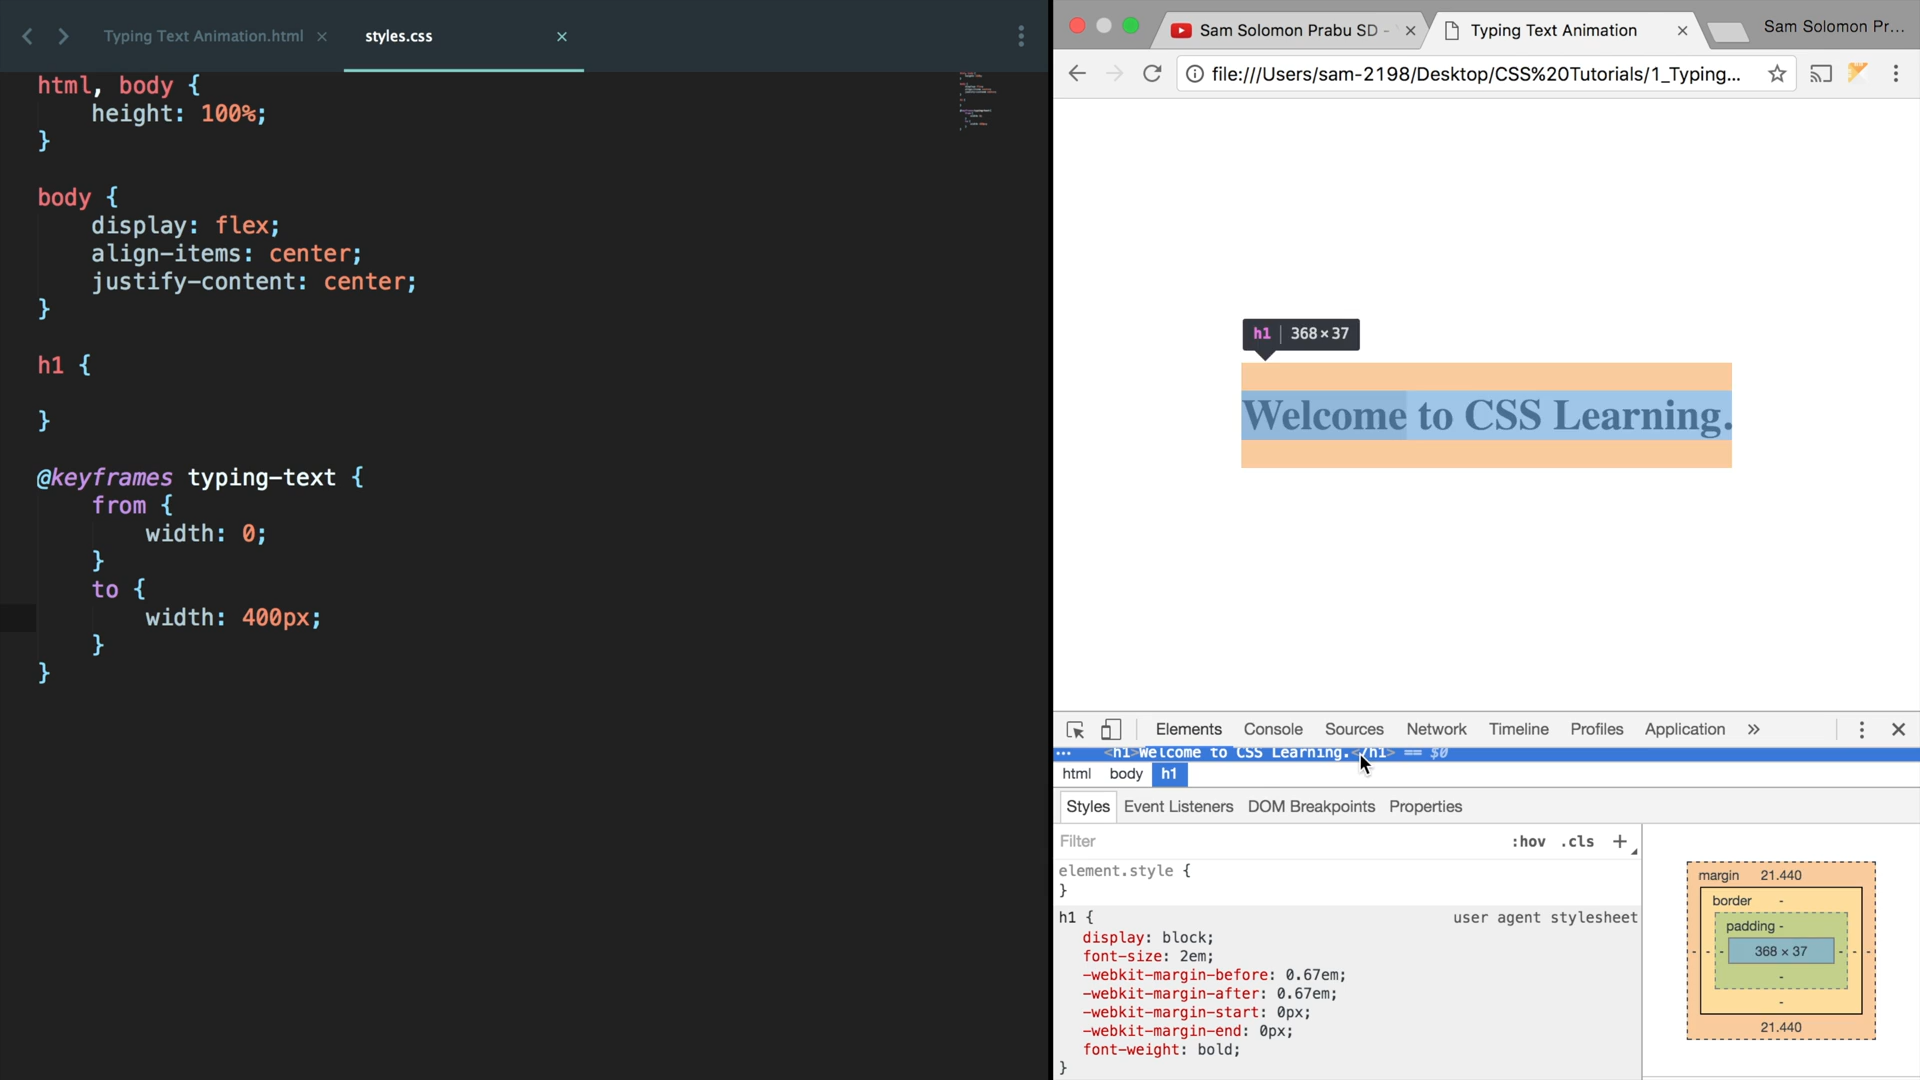 Typing Text Animation.html
styles.css
html, body {
height: 100%;
}
body {
display: flex;
align-items: center;
justify-content: center;
}
h1 {
}
@keyframes typing-text {
from {
width: 0;
}
to {
width: 400px;
}
}
Sam Solomon Prabu SD -
Typing Text Animation
Sam Solomon Pr...
file:///Users/sam-2198/Desktop/CSS%20Tutorials/1_Typing...
h1 368 × 37
Welcome to CSS Learning.
Elements Console Sources Network Timeline Profiles Application »
... <h1>Welcome to CSS Learning.</h1> == $0
html body h1
Styles Event Listeners DOM Breakpoints Properties
Filter :hov .cls +
element.style {
}
h1 { user agent stylesheet
display: block;
font-size: 2em;
-webkit-margin-before: 0.67em;
-webkit-margin-after: 0.67em;
-webkit-margin-start: 0px;
-webkit-margin-end: 0px;
font-weight: bold;
}
margin 21.440
border -
padding -
- - - 368 × 37 - - -
-
-
21.440